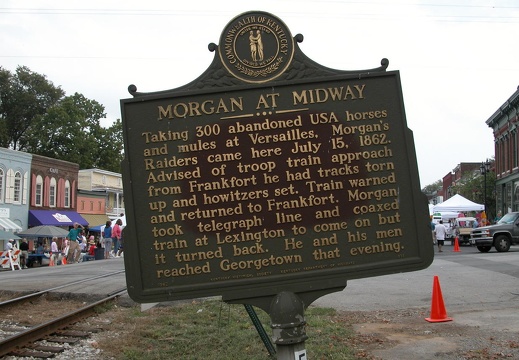 COMMONWEALTH OF KENTUCKY
MORGAN AT MIDWAY
Taking 300 abandoned USA horses
and mules at Versailles, Morgan's
Raiders came here July 15, 1862.
Advised of troop train approach
from Frankfort he had tracks torn
up and howitzers set. Train warned
and returned to Frankfort. Morgan
took telegraph line and coaxed
train at Lexington to come on but
it turned back. He and his men
reached Georgetown that evening.